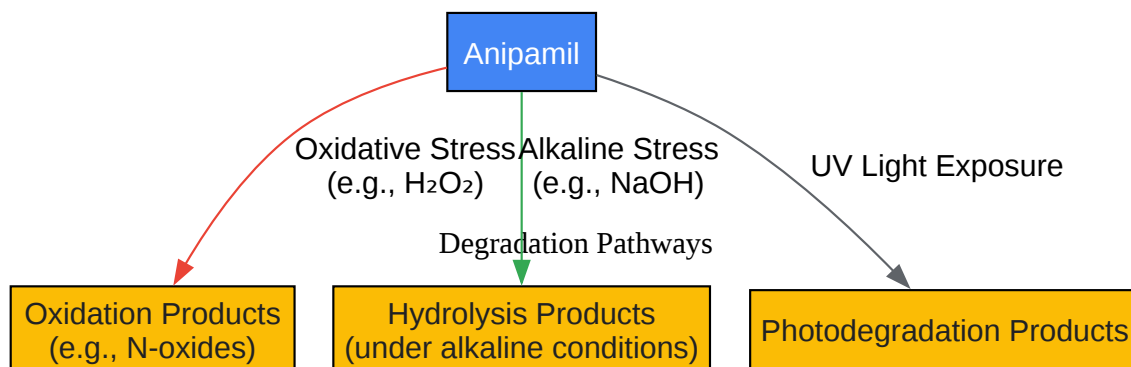 Anipamil
Oxidative Stress
(e.g., H₂O₂)
Alkaline Stress
(e.g., NaOH)
UV Light Exposure
Degradation Pathways
Oxidation Products
(e.g., N-oxides)
Hydrolysis Products
(under alkaline conditions)
Photodegradation Products